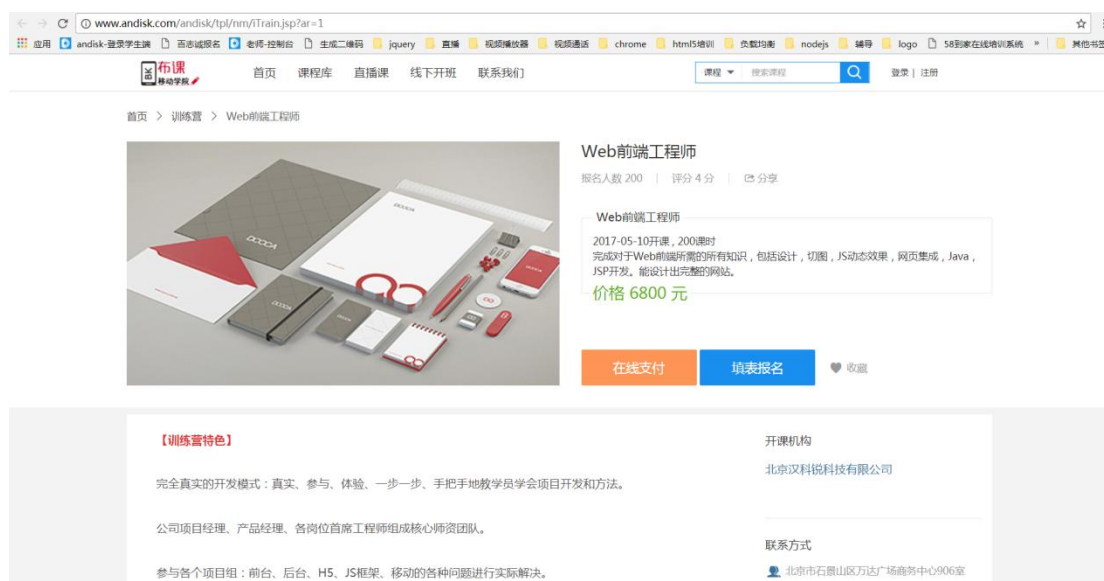 www.andisk.com/andisk/tpl/nm/iTrain.jsp?ar=1
应用 andisk-登录学生端 百志诚报名 老师-控制台 生成二维码 jquery 直播 视频播放器 视频通话 chrome html5培训 负载均衡 nodejs 辅导 logo 58到家在线培训系统 » 其他书签
BK 布课
移动学院
首页 课程库 直播课 线下开班 联系我们 课程 搜索课程 登录 | 注册
首页 > 训练营 > Web前端工程师
DOCCA
DOCCA
DOCCA
Web前端工程师
报名人数 200 | 评分 4 分 | 分享
Web前端工程师
2017-05-10开课，200课时
完成对于Web前端所需的所有知识，包括设计，切图，JS动态效果，网页集成，Java，
JSP开发。能设计出完整的网站。
价格 6800 元
在线支付 填表报名 收藏
【训练营特色】
完全真实的开发模式：真实、参与、体验、一步一步、手把手地教学员学会项目开发和方法。
公司项目经理、产品经理、各岗位首席工程师组成核心师资团队。
参与各个项目组：前台、后台、H5、JS框架、移动的各种问题进行实际解决。
开课机构
北京汉科锐科技有限公司
联系方式
北京市石景山区万达广场商务中心906室